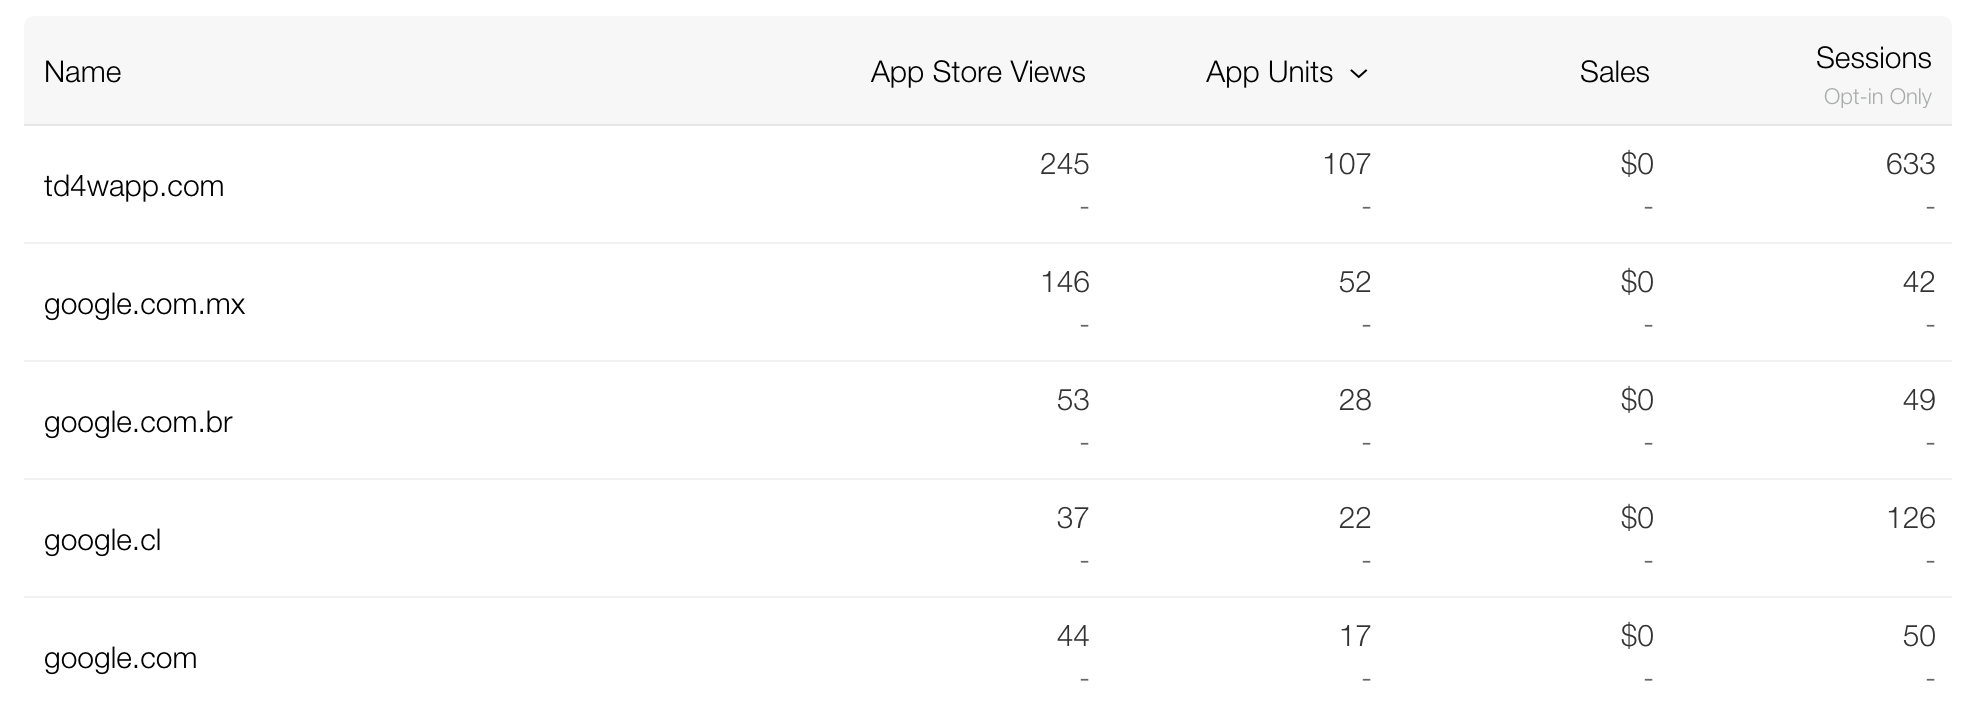 Name App Store Views App Units Sales Sessions
Opt-in Only
td4wapp.com 245 107 $0 633
- - - -
google.com.mx 146 52 $0 42
- - - -
google.com.br 53 28 $0 49
- - - -
google.cl 37 22 $0 126
- - - -
google.com 44 17 $0 50
- - - -